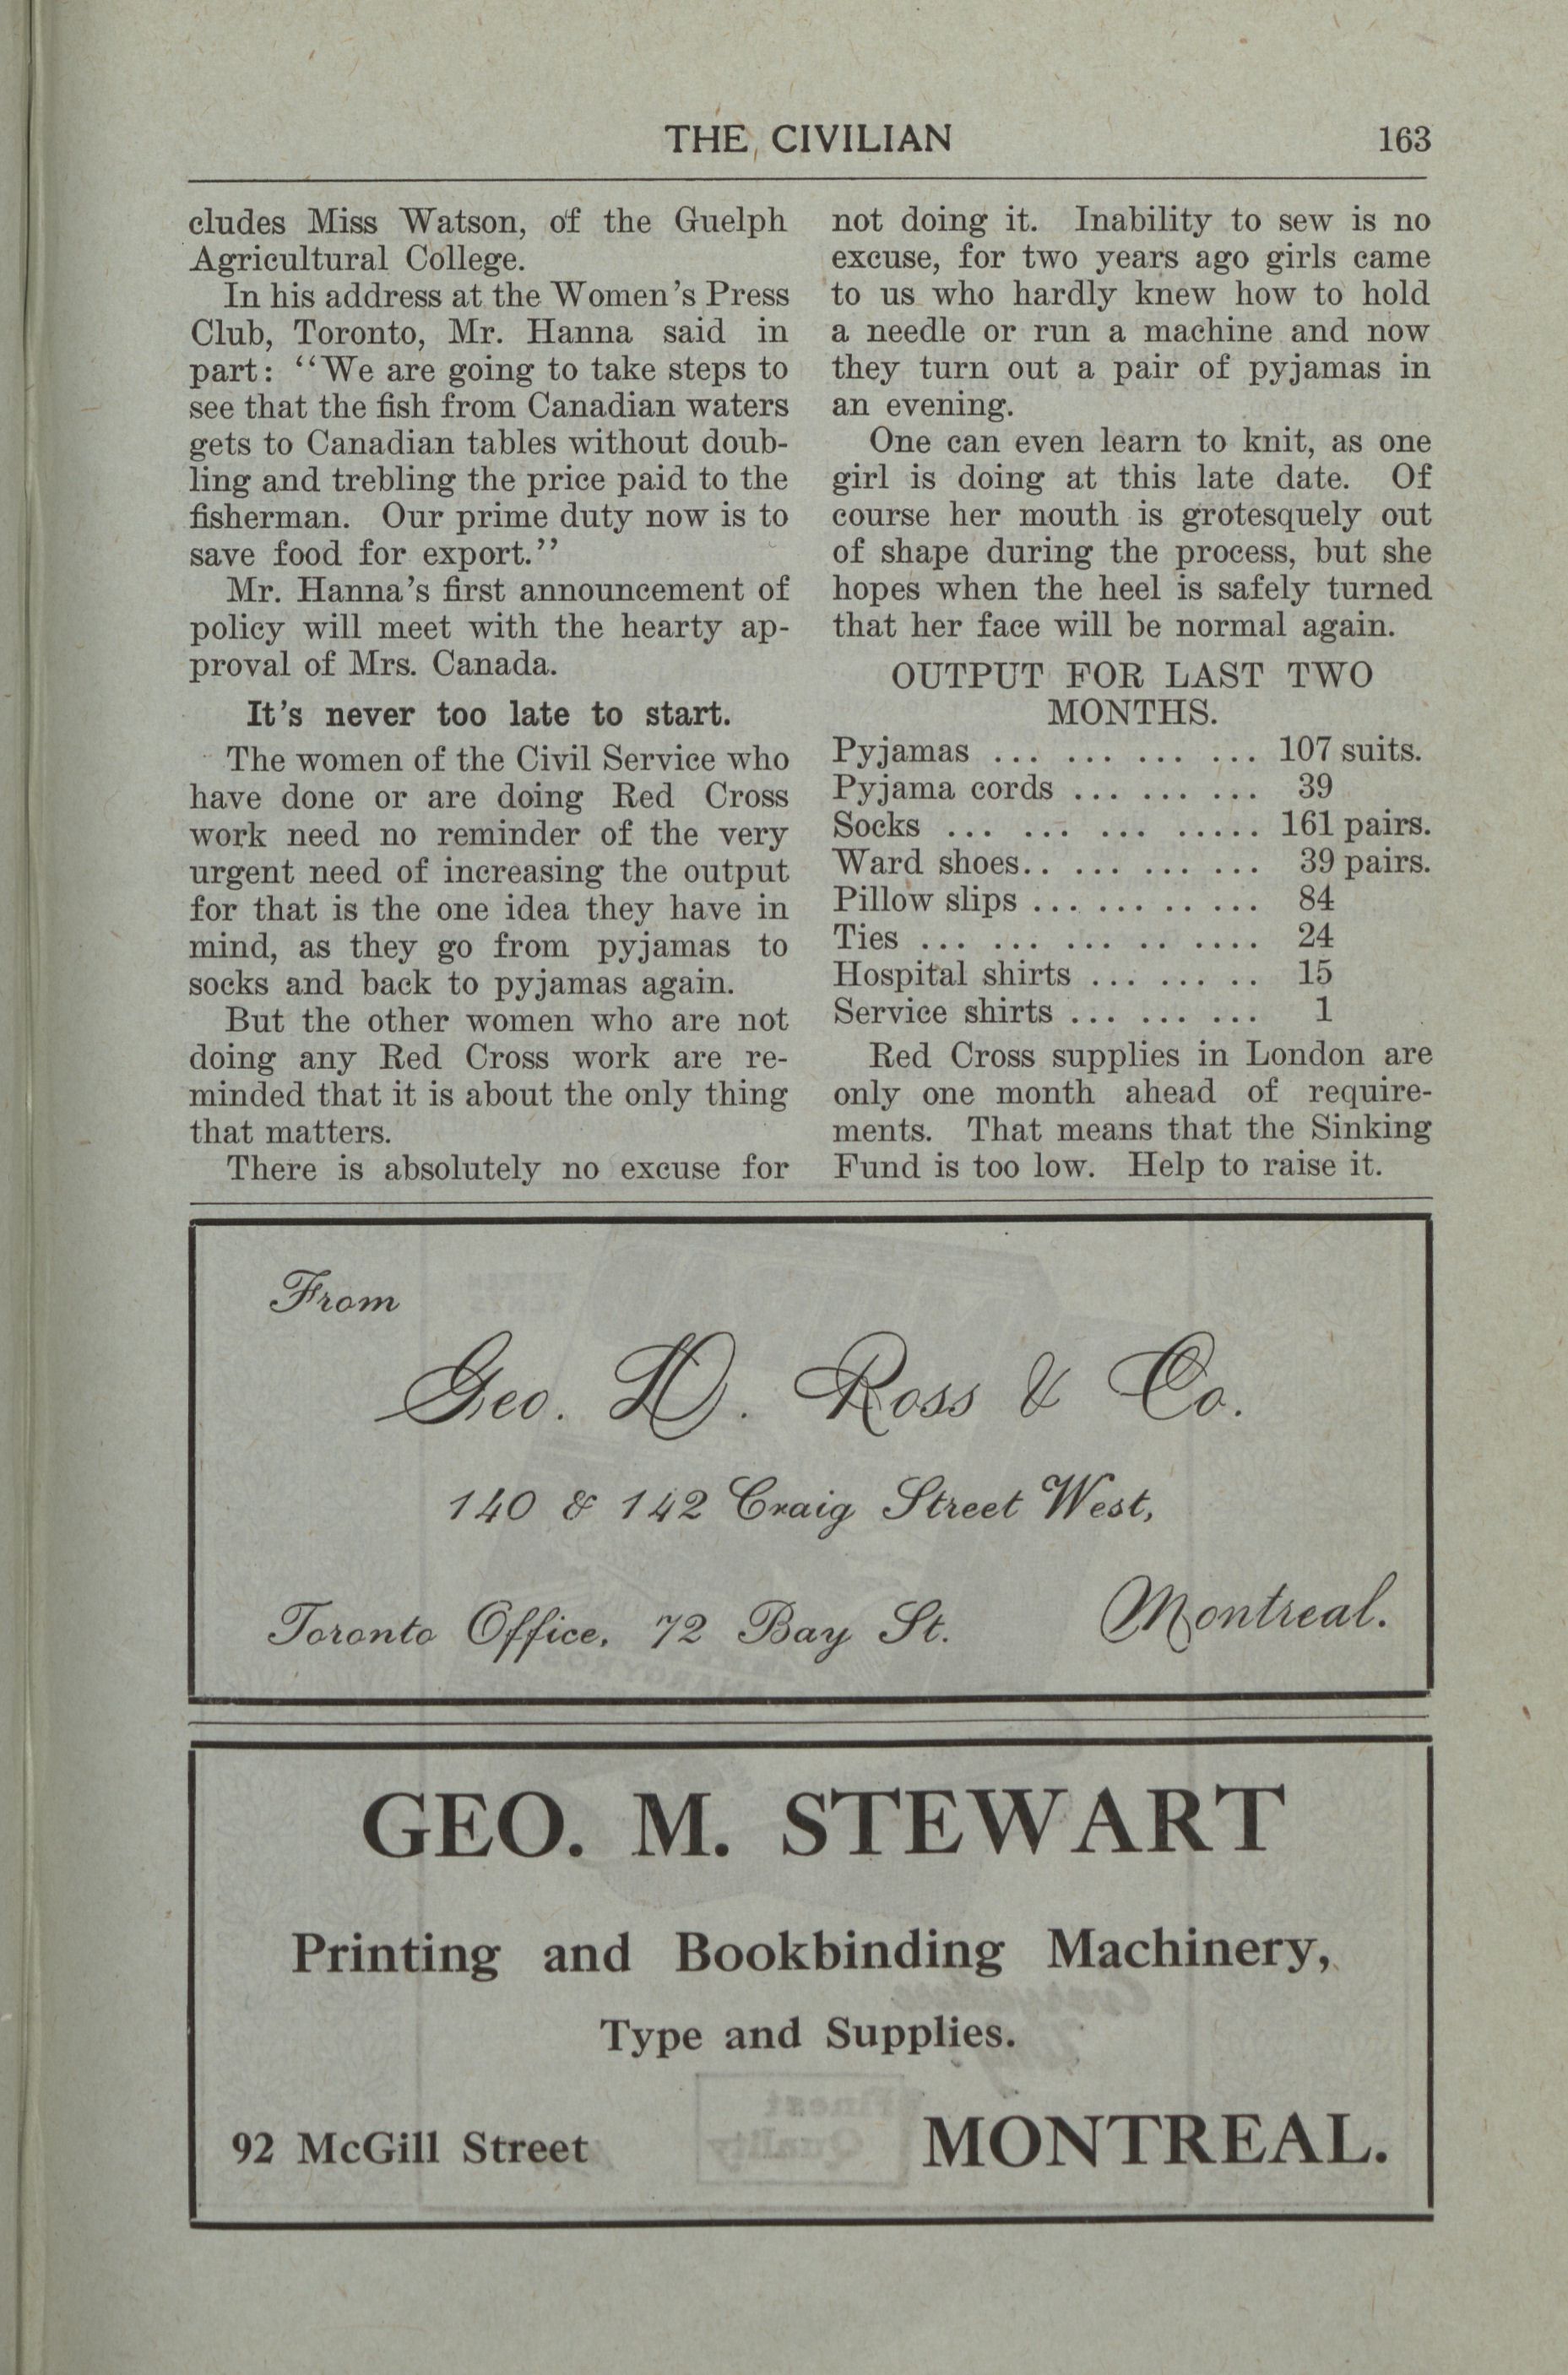 THE CIVILIAN 163
cludes Miss Watson, of the Guelph
Agricultural College.
In his address at the Women's Press
Club, Toronto, Mr. Hanna said in
part: "We are going to take steps to
see that the fish from Canadian waters
gets to Canadian tables without doub-
ling and trebling the price paid to the
fisherman. Our prime duty now is to
save food for export."
Mr. Hanna's first announcement of
policy will meet with the hearty ap-
proval of Mrs. Canada.
It's never too late to start.
The women of the Civil Service who
have done or are doing Red Cross
work need no reminder of the very
urgent need of increasing the output
for that is the one idea they have in
mind, as they go from pyjamas to
socks and back to pyjamas again.
But the other women who are not
doing any Red Cross work are re-
minded that it is about the only thing
that matters.
There is absolutely no excuse for
not doing it. Inability to sew is no
excuse, for two years ago girls came
to us who hardly knew how to hold
a needle or run a machine and now
they turn out a pair of pyjamas in
an evening.
One can even learn to knit, as one
girl is doing at this late date. Of
course her mouth is grotesquely out
of shape during the process, but she
hopes when the heel is safely turned
that her face will be normal again.
OUTPUT FOR LAST TWO
MONTHS.
Pyjamas ... ... ... ... 107 suits.
Pyjama cords ... ... ... 39
Socks ... ... ... ..... 161 pairs.
Ward shoes.. ... ... ... 39 pairs.
Pillow slips ... ... .. ... 84
Ties ... ... ... .. .... 24
Hospital shirts ... ... .. 15
Service shirts ... ... ... 1
Red Cross supplies in London are
only one month ahead of require-
ments. That means that the Sinking
Fund is too low. Help to raise it.
From
Geo. D. Ross & Co.
140 & 142 Craig Street West,
Toronto Office, 72 Bay St. Montreal.
GEO. M. STEWART
Printing and Bookbinding Machinery,
Type and Supplies.
92 McGill Street MONTREAL.